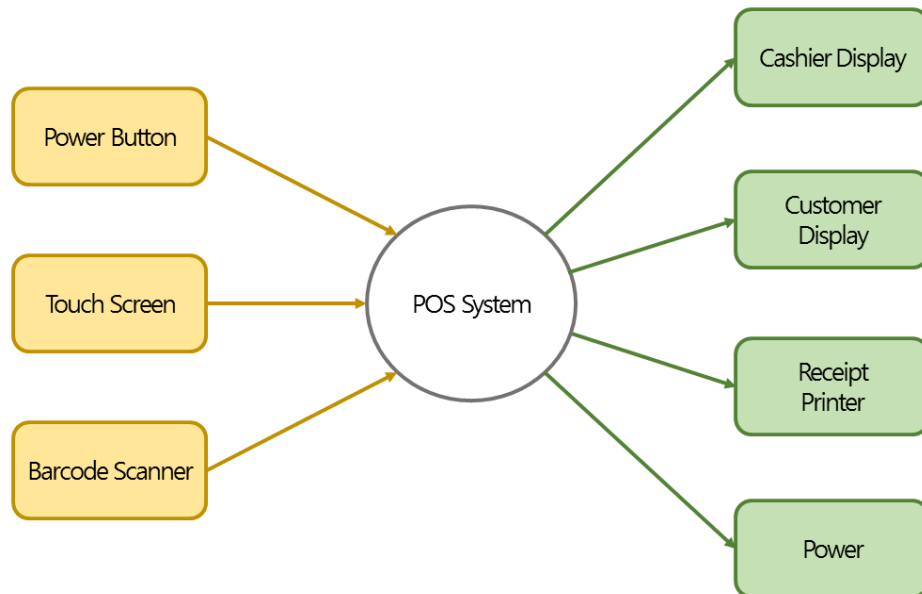 Power Button
Touch Screen
Barcode Scanner
POS System
Cashier Display
Customer
Display
Receipt
Printer
Power